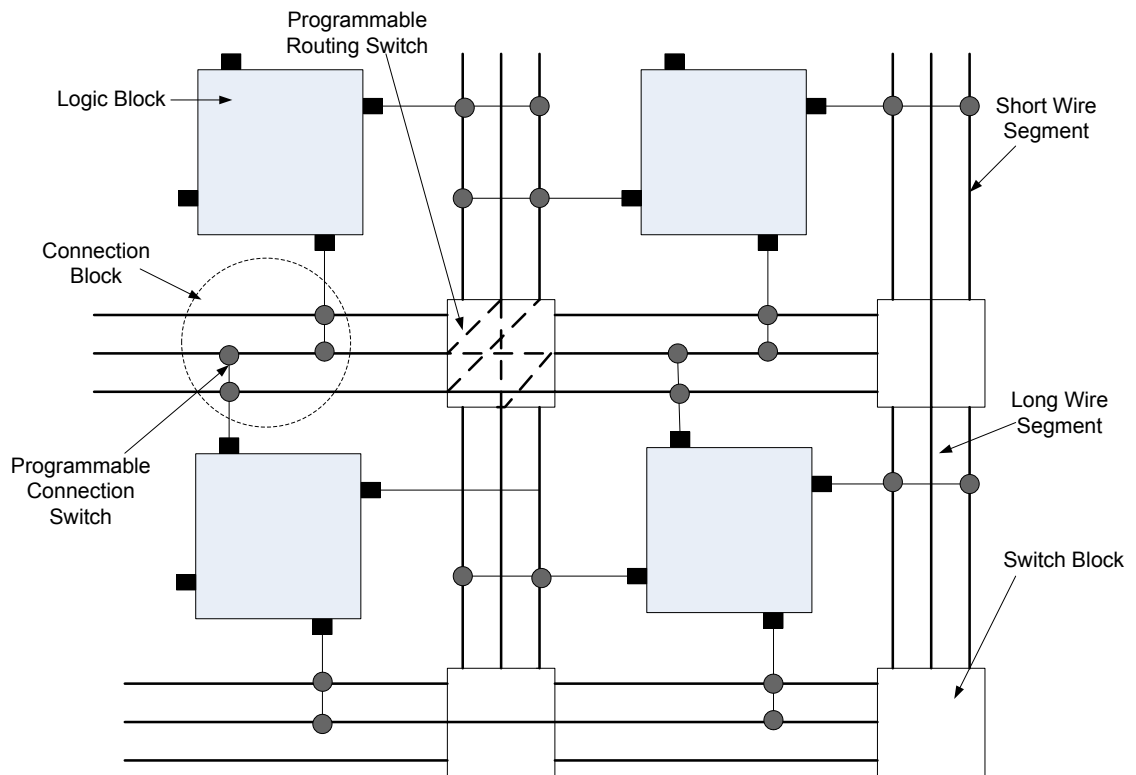 Programmable
Routing Switch
Logic Block
Short Wire
Segment
Connection
Block
Long Wire
Segment
Programmable
Connection
Switch
Switch Block